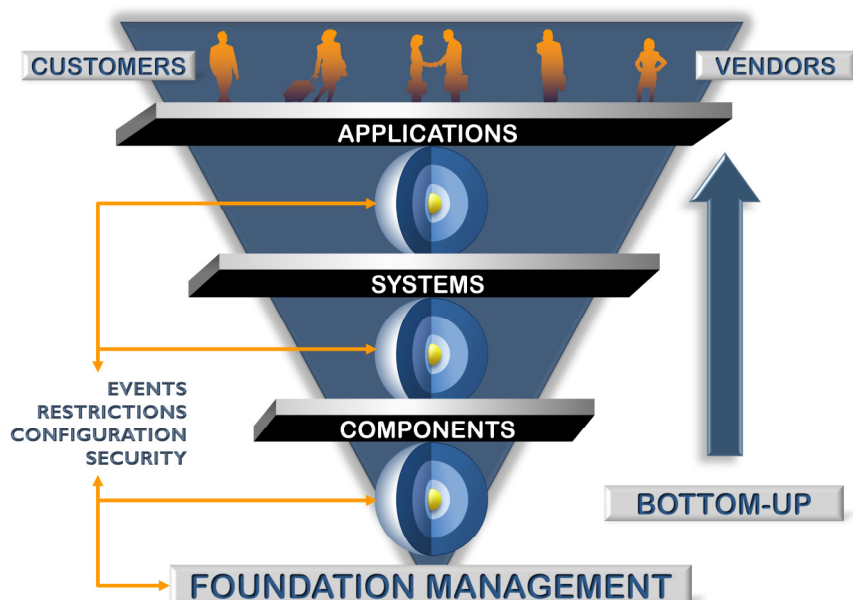 CUSTOMERS
VENDORS
APPLICATIONS
SYSTEMS
EVENTS
RESTRICTIONS
CONFIGURATION
SECURITY
COMPONENTS
BOTTOM-UP
FOUNDATION MANAGEMENT